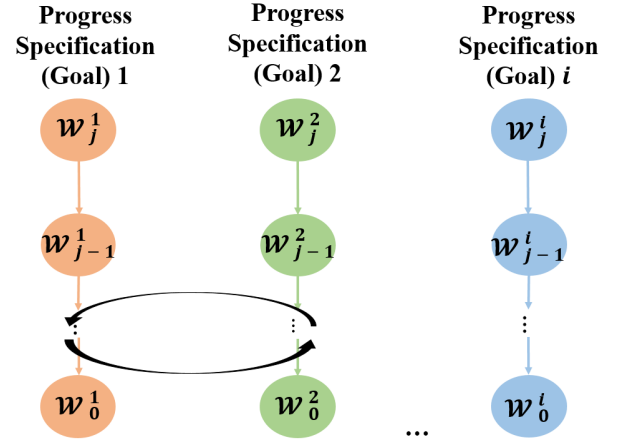 Progress Specification (Goal) 1
Progress Specification (Goal) 2
Progress Specification (Goal) i
𝒲_j^1
𝒲_j^2
𝒲_j^i
𝒲_{j-1}^1
𝒲_{j-1}^2
𝒲_{j-1}^i
⋮
⋮
⋮
𝒲_0^1
𝒲_0^2
𝒲_0^i
...